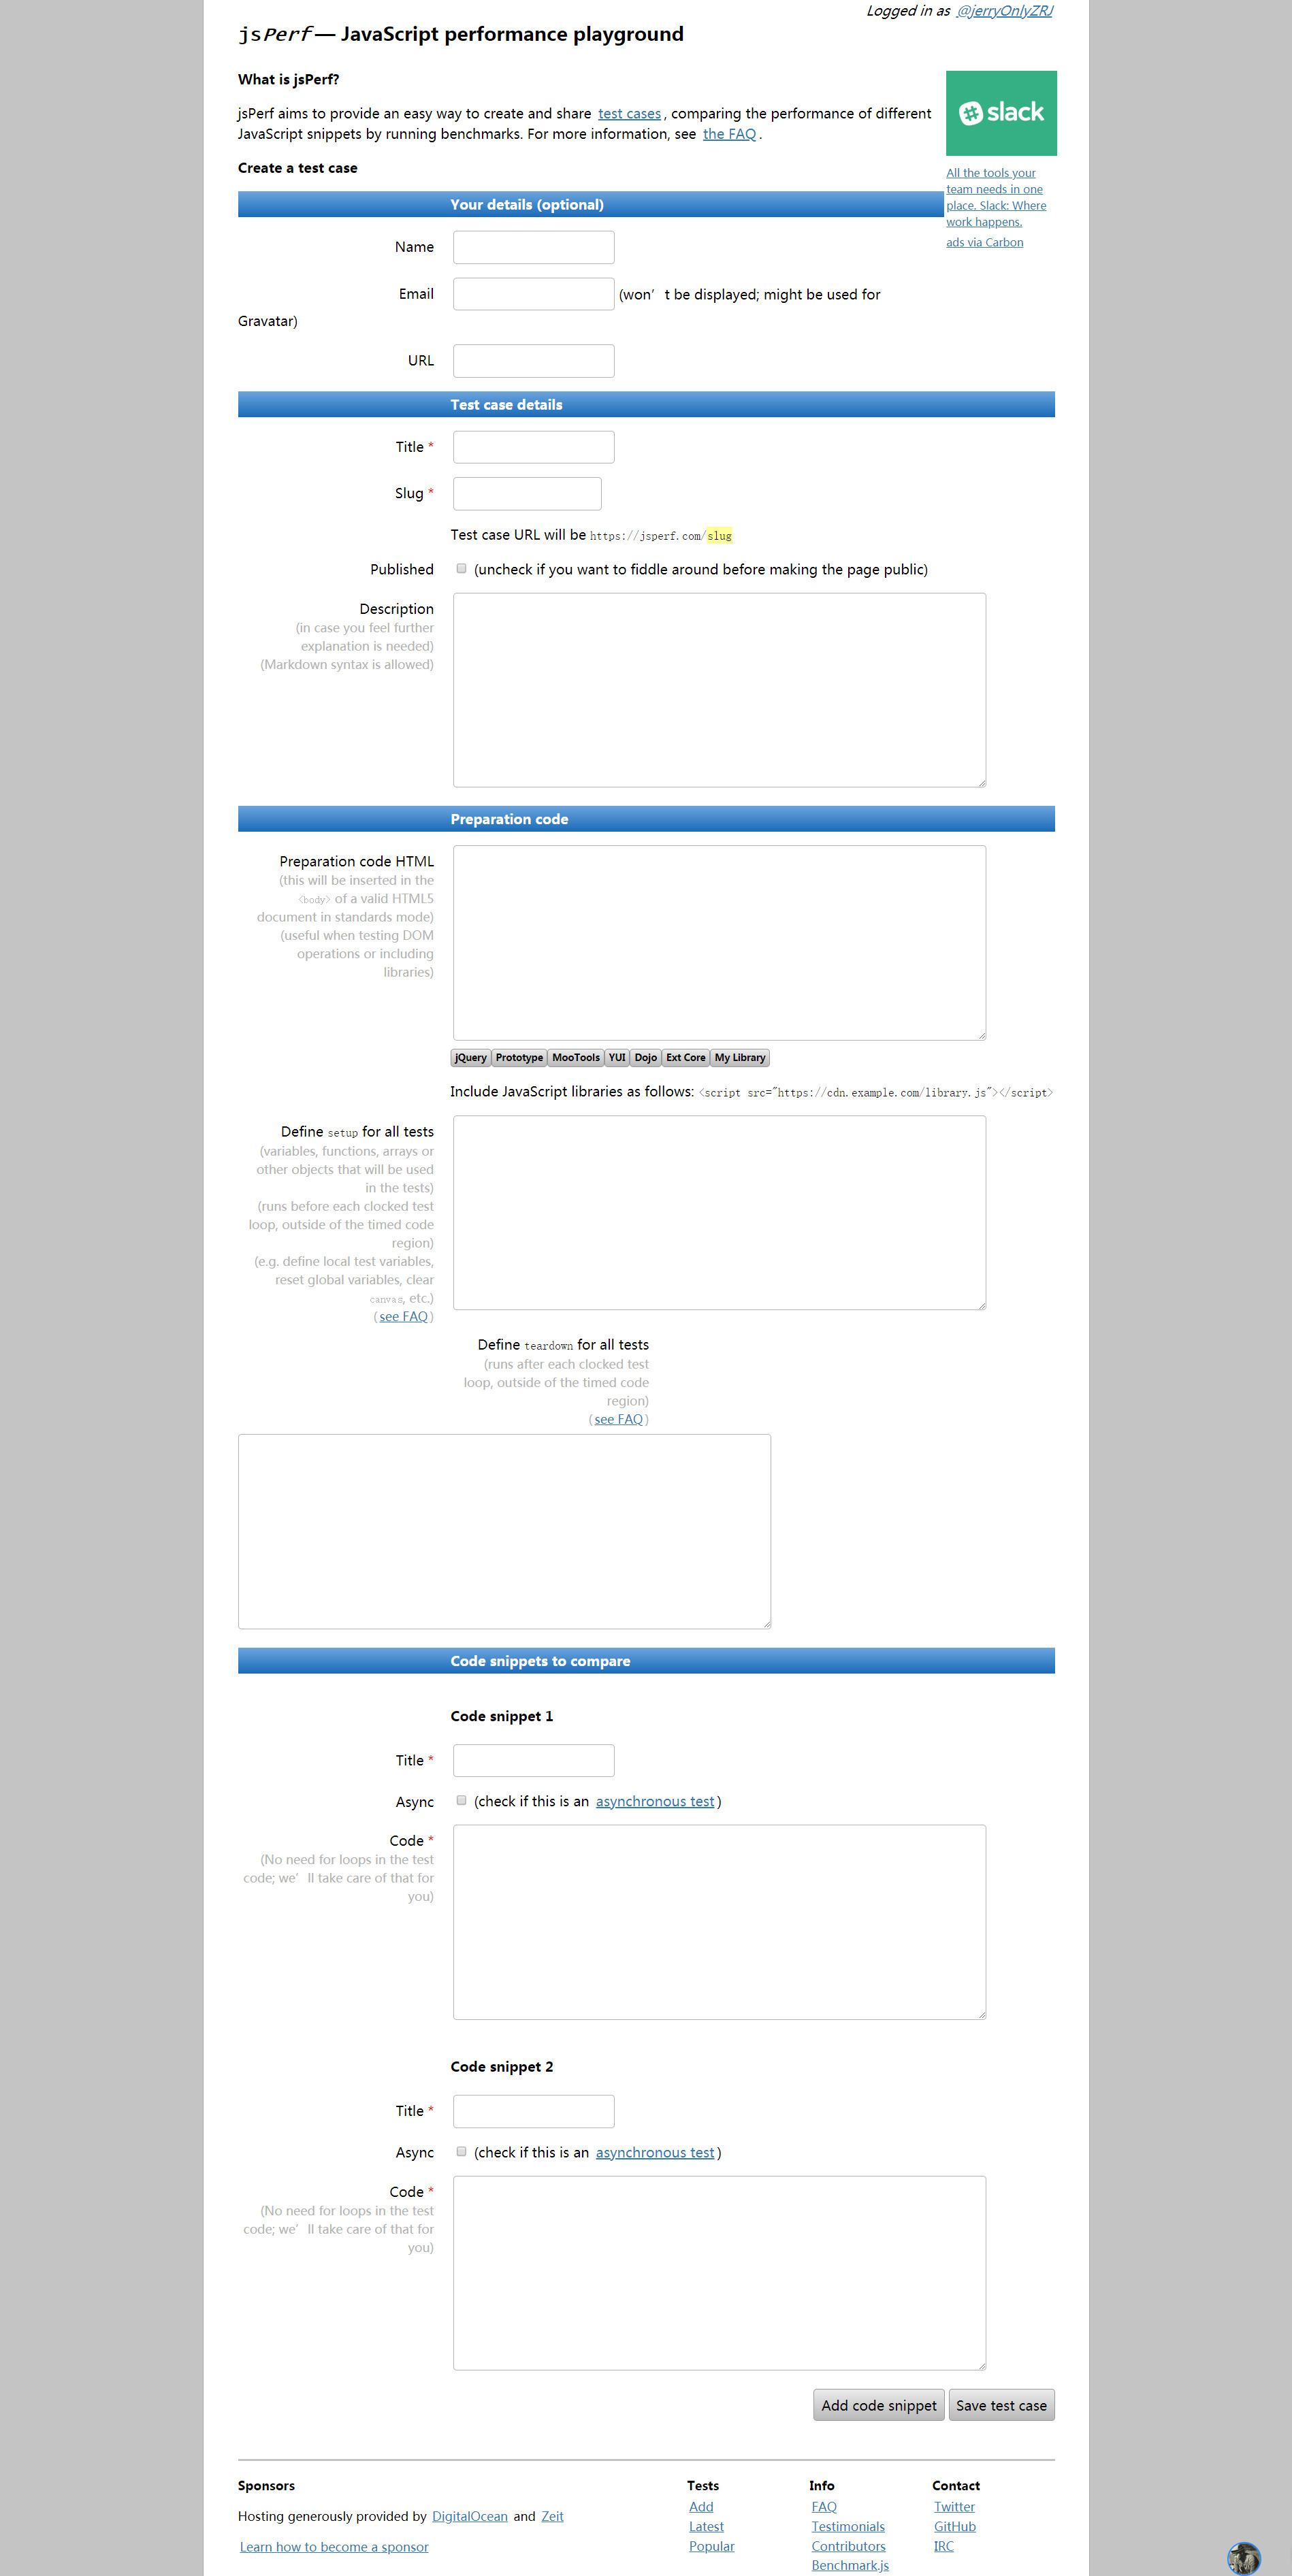 Logged in as @jerryOnlyZRJ
jsPerf — JavaScript performance playground
What is jsPerf?
slack
jsPerf aims to provide an easy way to create and share test cases, comparing the performance of different
JavaScript snippets by running benchmarks. For more information, see the FAQ.
Create a test case
All the tools your
team needs in one
place. Slack: Where
work happens.
ads via Carbon
Your details (optional)
Name
Email (won't be displayed; might be used for
Gravatar)
URL
Test case details
Title *
Slug *
Test case URL will be https://jsperf.com/slug
Published (uncheck if you want to fiddle around before making the page public)
Description
(in case you feel further
explanation is needed)
(Markdown syntax is allowed)
Preparation code
Preparation code HTML
(this will be inserted in the
<body> of a valid HTML5
document in standards mode)
(useful when testing DOM
operations or including
libraries)
jQuery Prototype MooTools YUI Dojo Ext Core My Library
Include JavaScript libraries as follows: <script src="https://cdn.example.com/library.js"></script>
Define setup for all tests
(variables, functions, arrays or
other objects that will be used
in the tests)
(runs before each clocked test
loop, outside of the timed code
region)
(e.g. define local test variables,
reset global variables, clear
canvas, etc.)
(see FAQ)
Define teardown for all tests
(runs after each clocked test
loop, outside of the timed code
region)
(see FAQ)
Code snippets to compare
Code snippet 1
Title *
Async (check if this is an asynchronous test)
Code *
(No need for loops in the test
code; we'll take care of that for
you)
Code snippet 2
Title *
Async (check if this is an asynchronous test)
Code *
(No need for loops in the test
code; we'll take care of that for
you)
Add code snippet Save test case
Sponsors
Hosting generously provided by DigitalOcean and Zeit
Learn how to become a sponsor
Tests
Add
Latest
Popular
Info
FAQ
Testimonials
Contributors
Benchmark.js
Contact
Twitter
GitHub
IRC